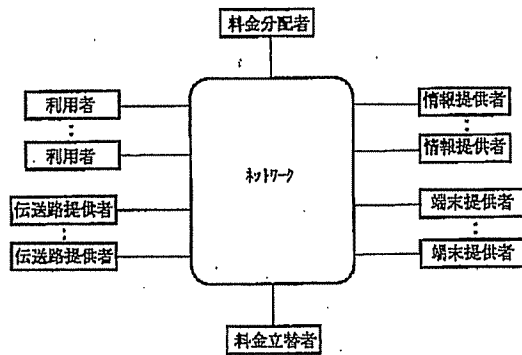 料金分配者
利用者
利用者
伝送路提供者
伝送路提供者
ネットワーク
情報提供者
情報提供者
端末提供者
端末提供者
料金立替者